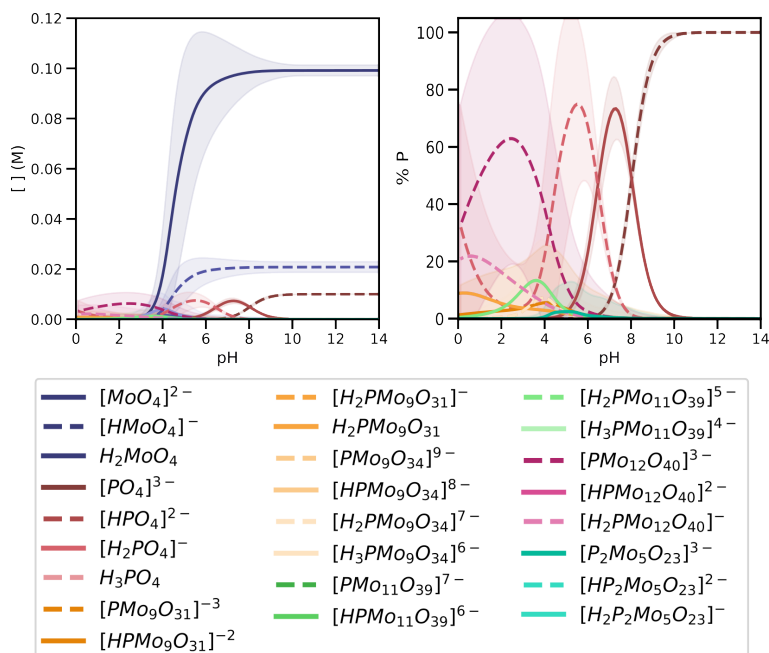 0.12
0.10
0.08
0.06
0.04
0.02
0.00
[ ] (M)
0 2 4 6 8 10 12 14
pH
100
80
60
40
20
0
% P
0 2 4 6 8 10 12 14
pH
[MoO₄]²⁻
[HMoO₄]⁻
H₂MoO₄
[PO₄]³⁻
[HPO₄]²⁻
[H₂PO₄]⁻
H₃PO₄
[PMo₉O₃₁]⁻³
[HPMo₉O₃₁]⁻²
[H₂PMo₉O₃₁]⁻
H₂PMo₉O₃₁
[PMo₉O₃₄]⁹⁻
[HPMo₉O₃₄]⁸⁻
[H₂PMo₉O₃₄]⁷⁻
[H₃PMo₉O₃₄]⁶⁻
[PMo₁₁O₃₉]⁷⁻
[HPMo₁₁O₃₉]⁶⁻
[H₂PMo₁₁O₃₉]⁵⁻
[H₃PMo₁₁O₃₉]⁴⁻
[PMo₁₂O₄₀]³⁻
[HPMo₁₂O₄₀]²⁻
[H₂PMo₁₂O₄₀]⁻
[P₂Mo₅O₂₃]³⁻
[HP₂Mo₅O₂₃]²⁻
[H₂P₂Mo₅O₂₃]⁻